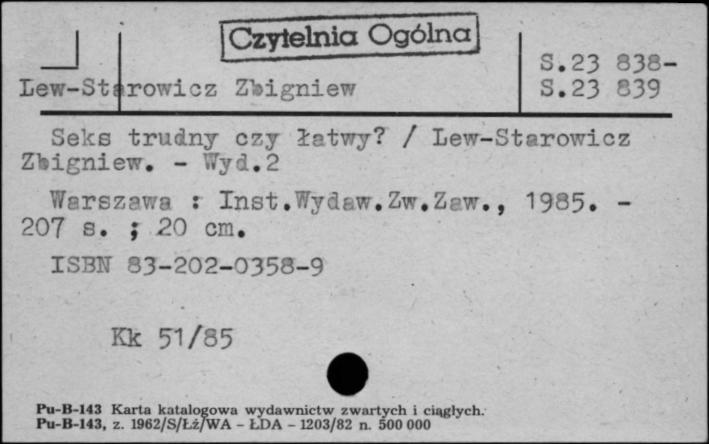 Czytelnia Ogólna
S.23 838-
Lew-Starowicz Zbigniew S.23 839
Seks trudny czy łatwy? / Lew-Starowicz
Zbigniew. - Wyd.2
Warszawa : Inst.Wydaw.Zw.Zaw., 1985. -
207 s. ; 20 cm.
ISBN 83-202-0358-9
Kk 51/85
Pu-B-143 Karta katalogowa wydawnictw zwartych i ciągłych.
Pu-B-143, z. 1962/S/Łż/WA - ŁDA - 1203/82 n. 500 000